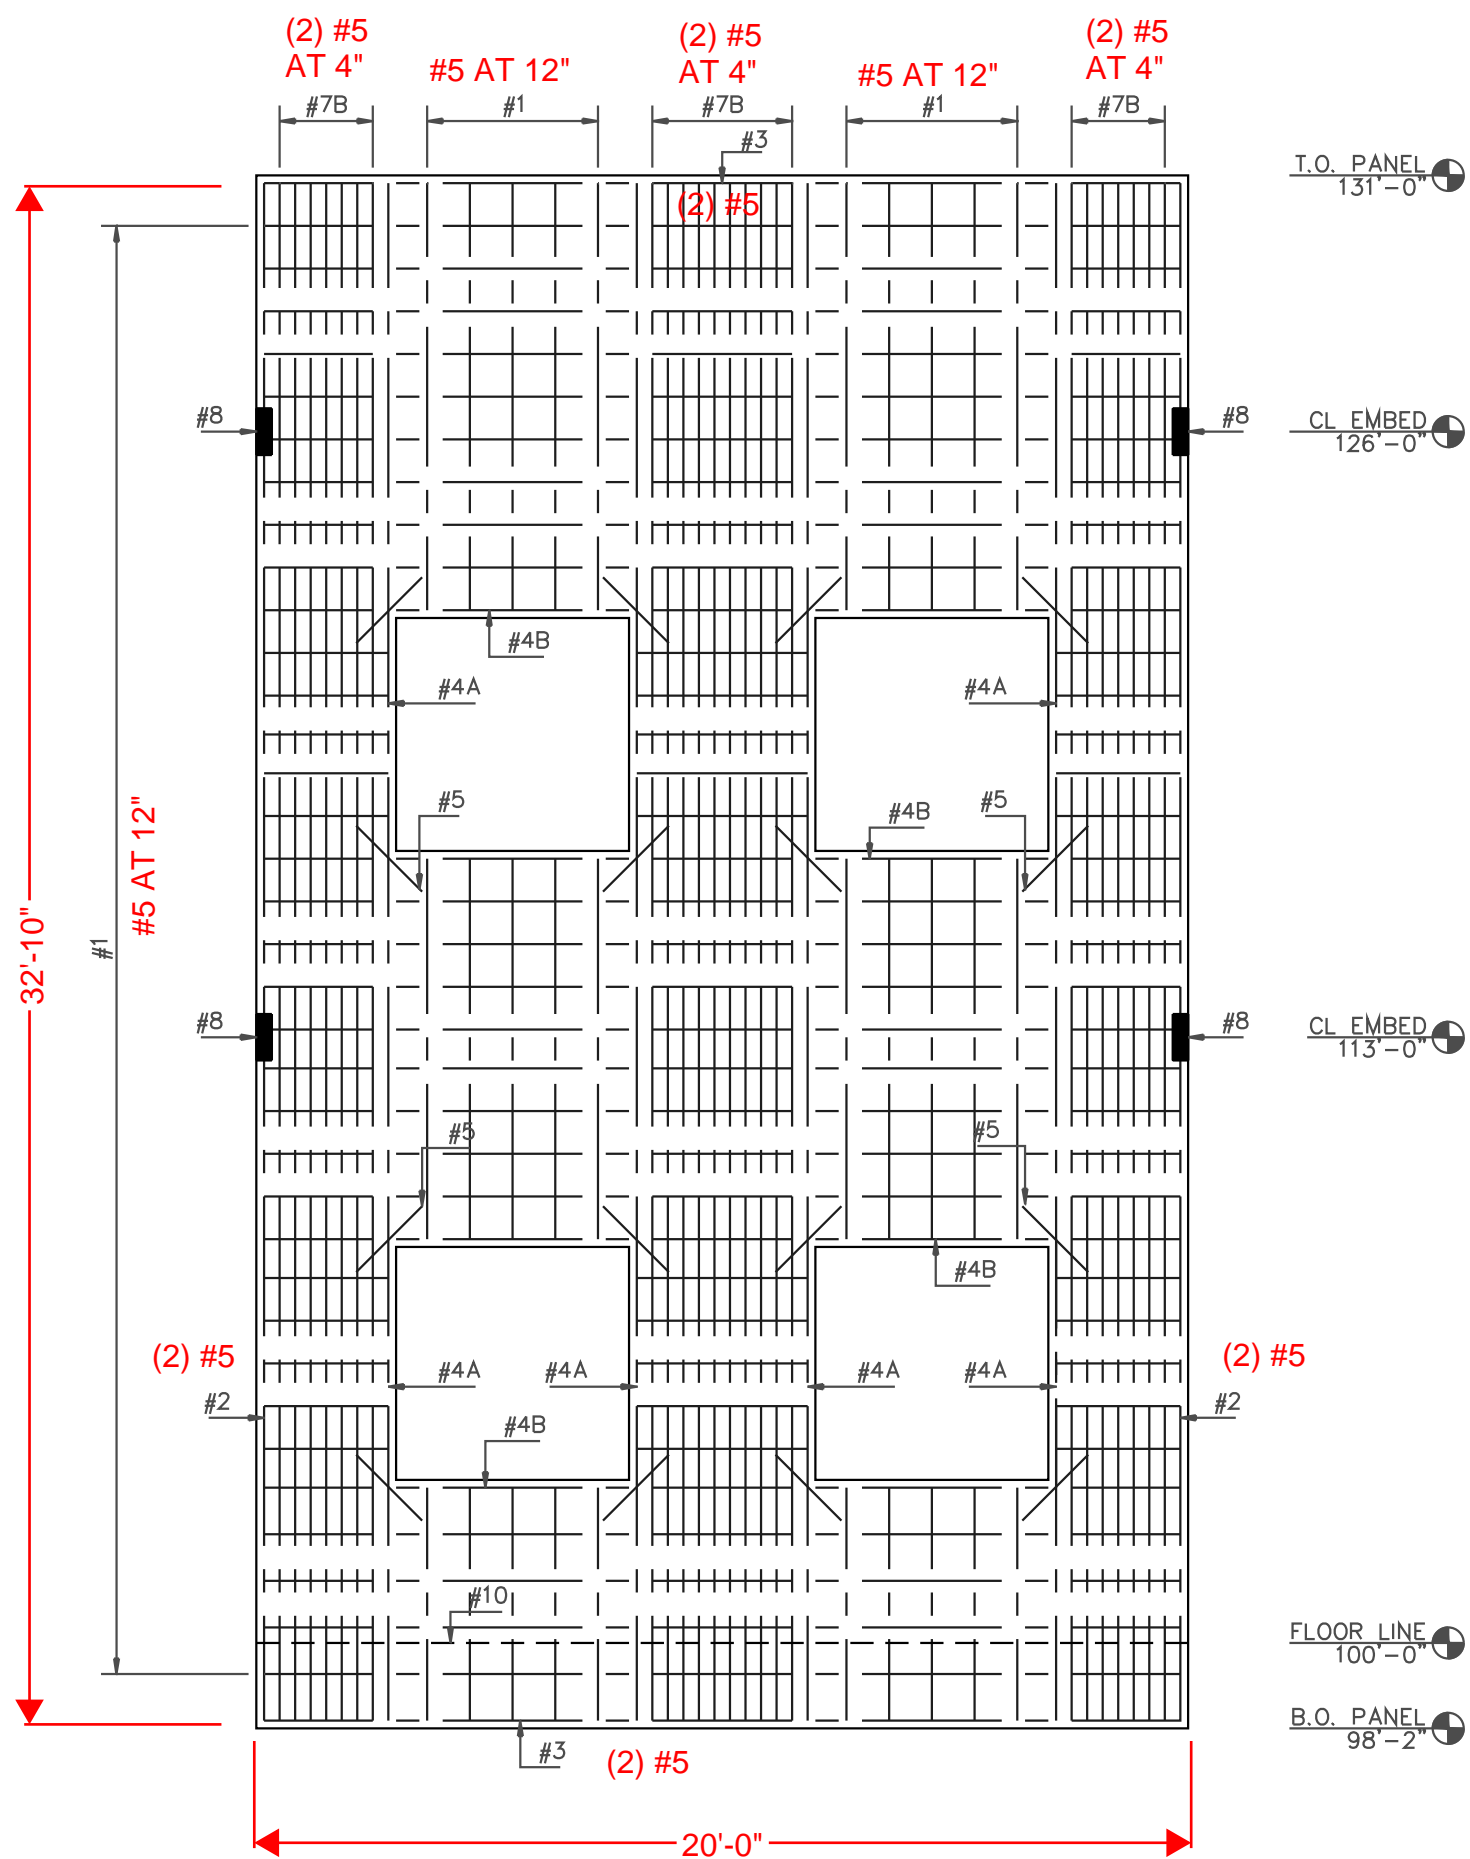 (2) #5
AT 4"
#5 AT 12"
(2) #5
AT 4"
#5 AT 12"
(2) #5
AT 4"
#7B
#1
#7B
#1
#7B
#3
(2) #5
T.O. PANEL
131'-0"
#8
#8
CL EMBED
126'-0"
#4B
#4A
#4A
#5
#4B
#5
#5 AT 12"
#1
32'-10"
#8
#8
CL EMBED
113'-0"
#5
#5
#4B
(2) #5
(2) #5
#4A
#4A
#4A
#4A
#2
#2
#4B
#10
FLOOR LINE
100'-0"
B.O. PANEL
98'-2"
#3
(2) #5
20'-0"